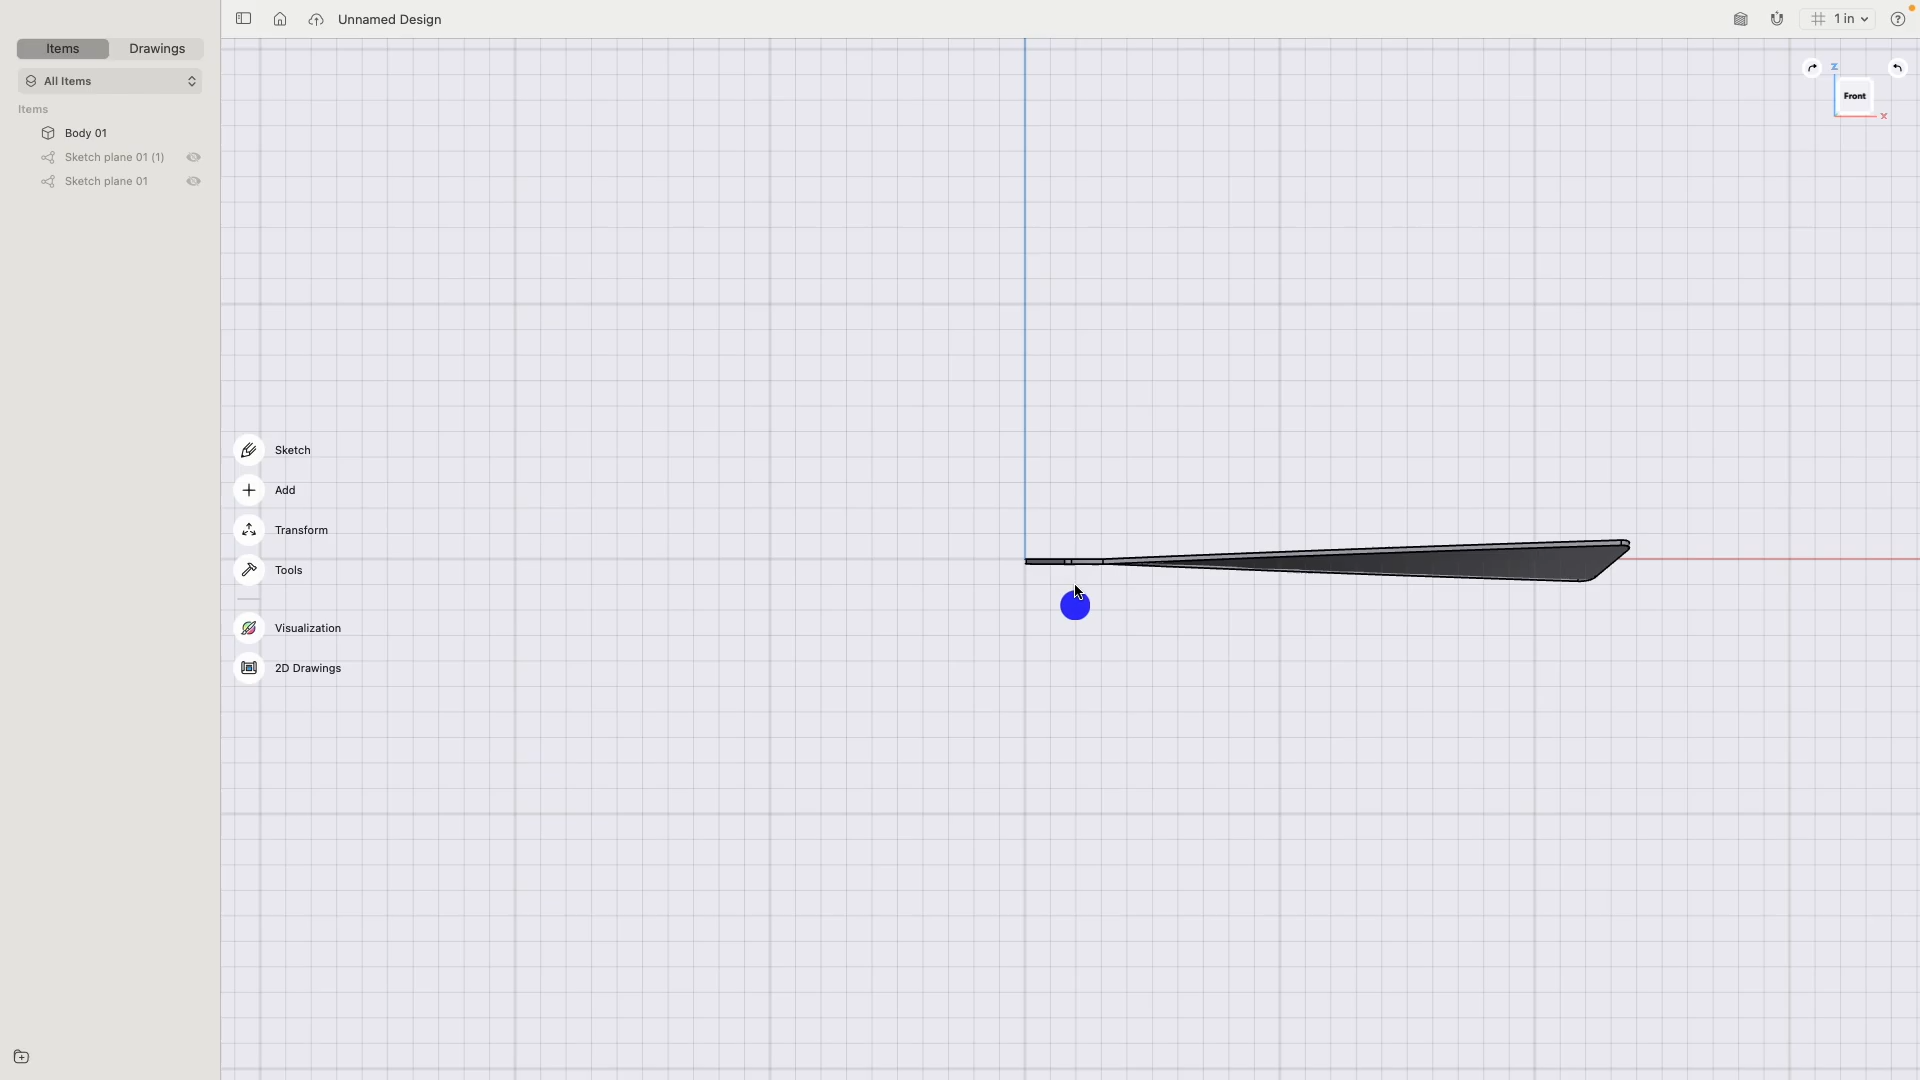 Unnamed Design
1 in
Items
Drawings
All Items
Items
Body 01
Sketch plane 01 (1)
Sketch plane 01
Z
Front
X
Sketch
Add
Transform
Tools
Visualization
2D Drawings